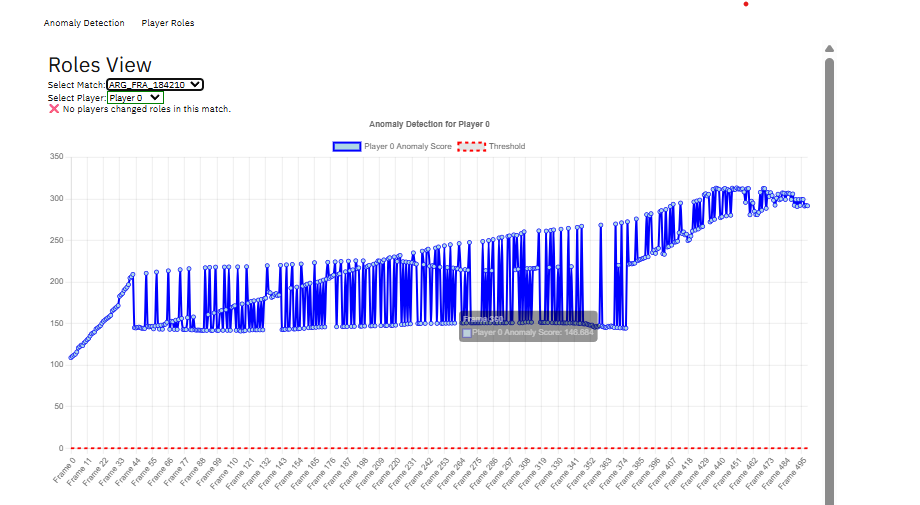 Anomaly Detection Player Roles
Roles View
Select Match: ARG_FRA_184210
Select Player: Player 0
❌ No players changed roles in this match.
Anomaly Detection for Player 0
Player 0 Anomaly Score Threshold
350
300
250
200
150
100
50
0
Frame 360
Player 0 Anomaly Score: 146.664
Frame 0
Frame 11
Frame 22
Frame 33
Frame 44
Frame 55
Frame 66
Frame 77
Frame 88
Frame 99
Frame 110
Frame 121
Frame 132
Frame 143
Frame 154
Frame 165
Frame 176
Frame 187
Frame 198
Frame 209
Frame 220
Frame 231
Frame 242
Frame 253
Frame 264
Frame 275
Frame 286
Frame 297
Frame 308
Frame 319
Frame 330
Frame 341
Frame 352
Frame 363
Frame 374
Frame 385
Frame 396
Frame 407
Frame 418
Frame 429
Frame 440
Frame 451
Frame 462
Frame 473
Frame 484
Frame 495